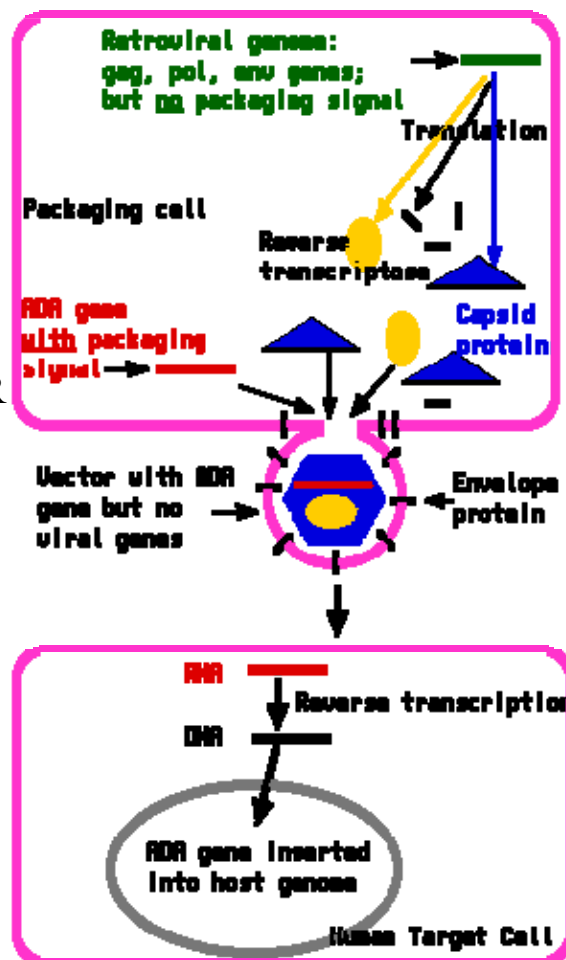 Retroviral genome:
gag, pol, env genes;
but no packaging signal
Translation
Packaging cell
Reverse
transcriptase
ADA gene
with packaging
signal
Capsid
protein
R
Vector with ADA
gene but no
viral genes
Envelope
protein
RNA
Reverse transcription
DNA
ADA gene inserted
into host genome
Human Target Cell